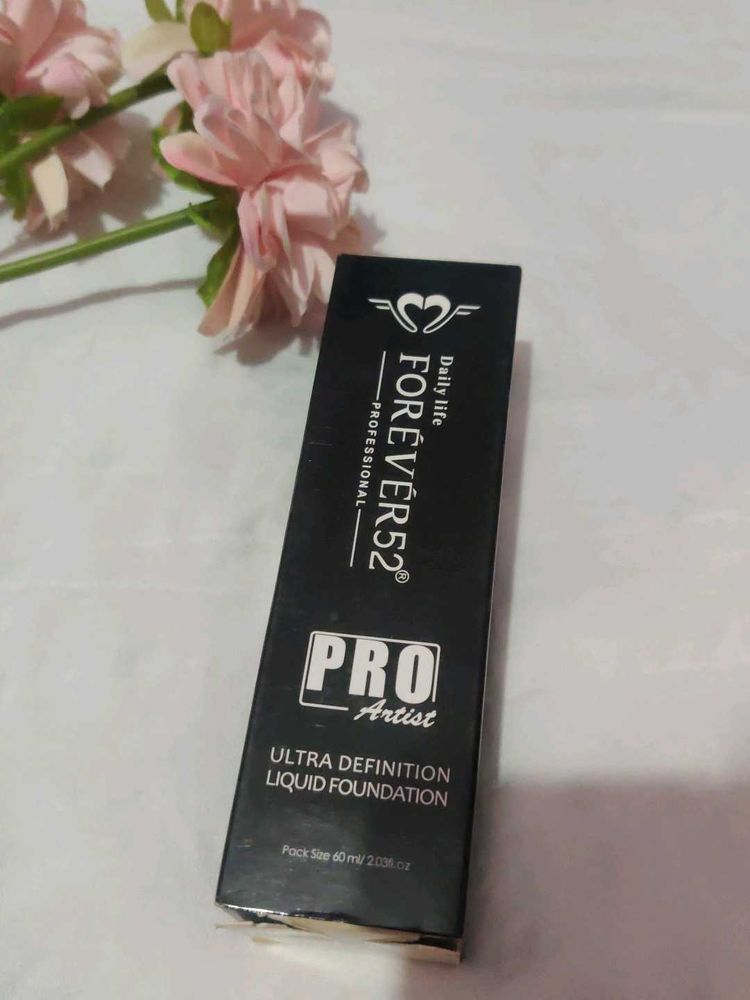 Daily life
FORÉVÉR52®
PROFESSIONAL
PRO
Artist
ULTRA DEFINITION
LIQUID FOUNDATION
Pack Size 60 ml/ 2.03fl.oz